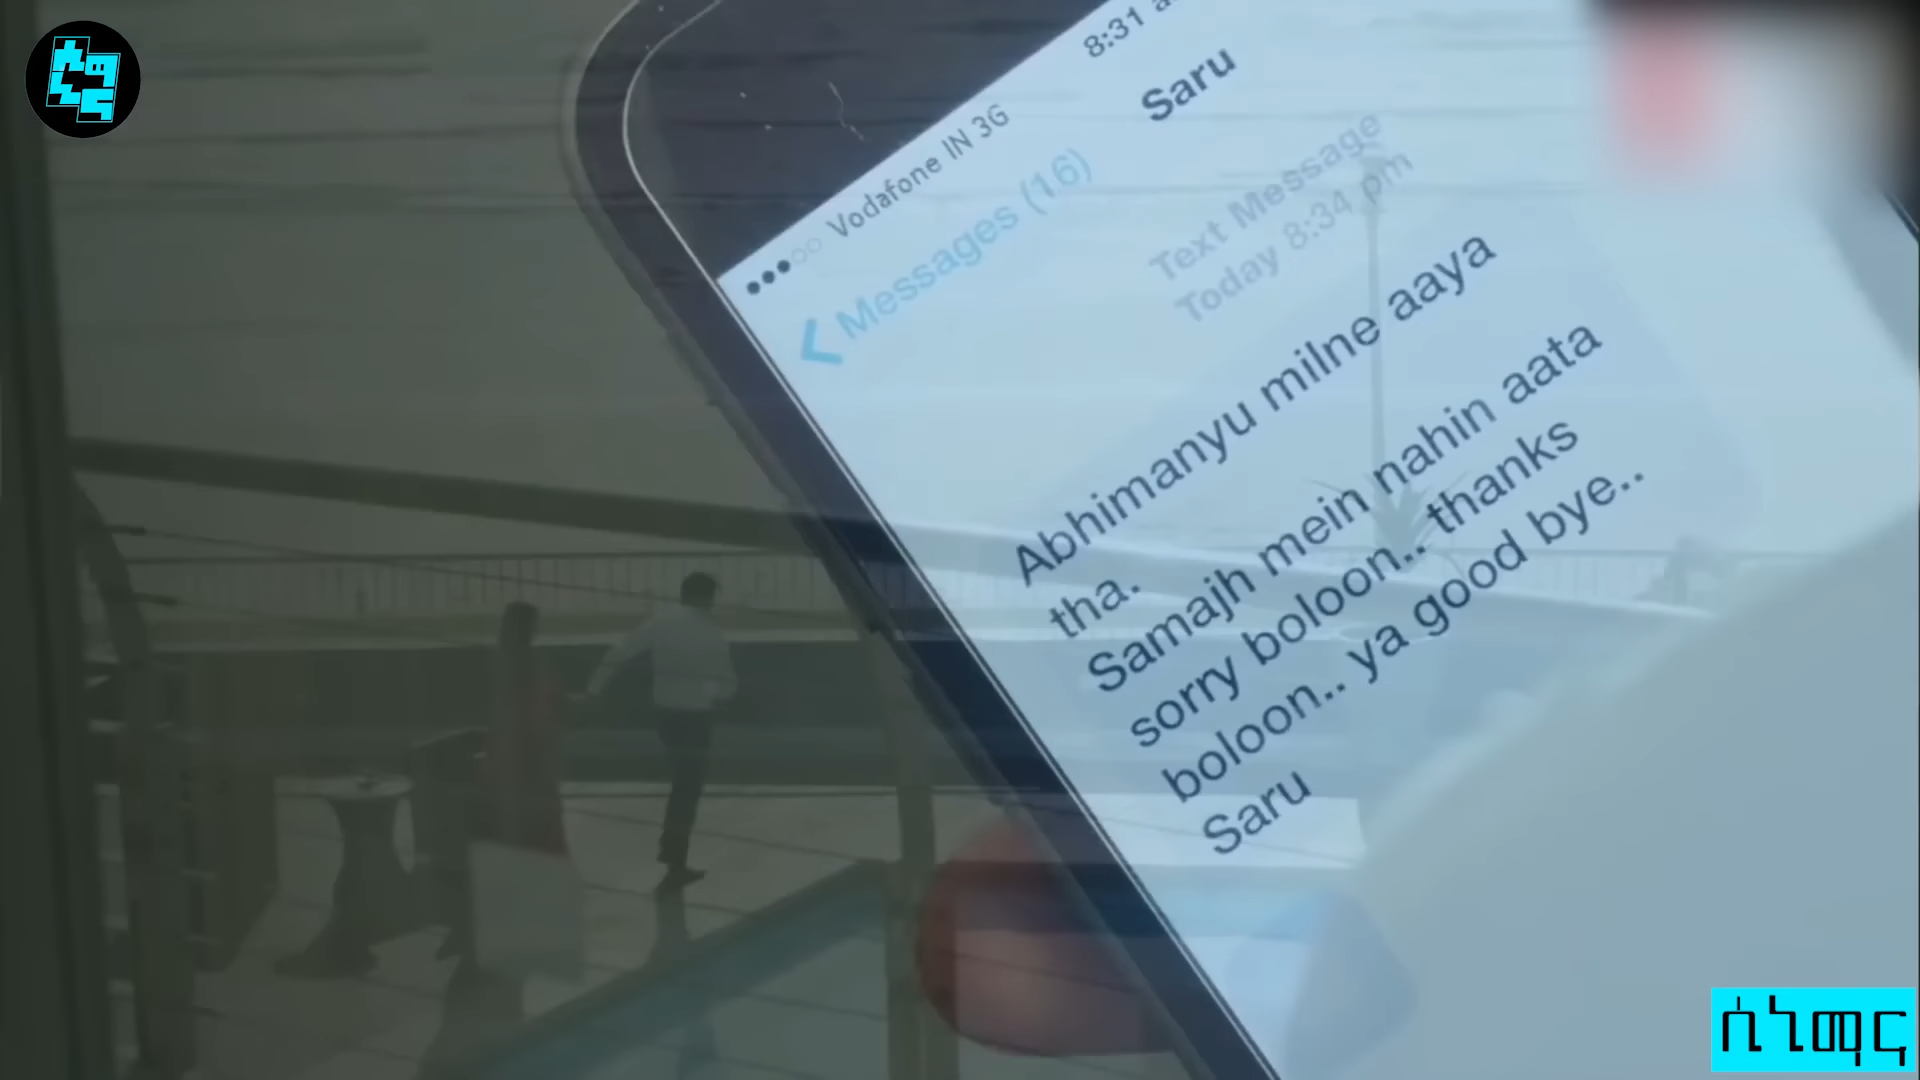 8:31
Vodafone IN 3G
Saru
Messages (16)
Text Message
Today 8:34 pm
Abhimanyu milne aaya
tha.
Samajh mein nahin aata
sorry boloon.. thanks
boloon.. ya good bye..
Saru
ሲኒማር